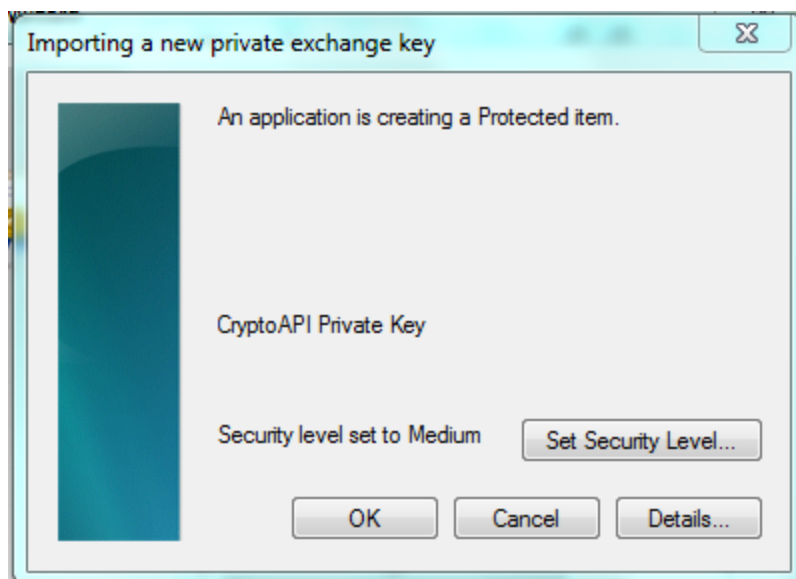 Importing a new private exchange key
An application is creating a Protected item.
CryptoAPI Private Key
Security level set to Medium
Set Security Level...
OK
Cancel
Details...